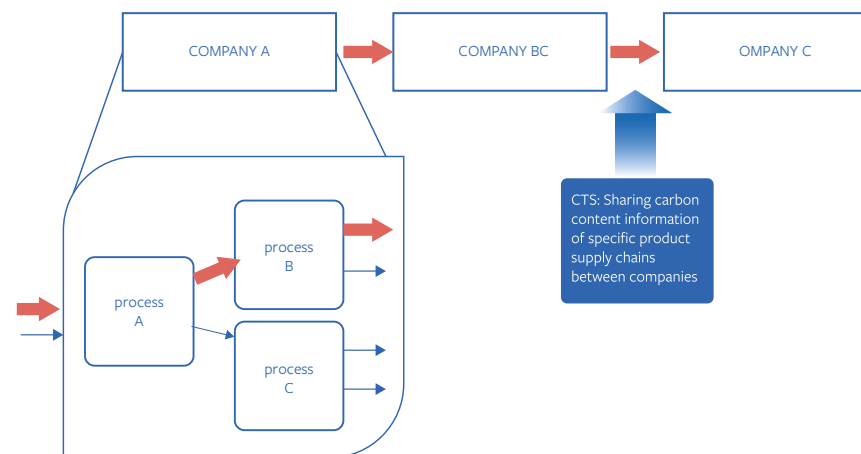 COMPANY A
COMPANY BC
OMPANY C
process
B
process
A
process
C
CTS: Sharing carbon
content information
of specific product
supply chains
between companies